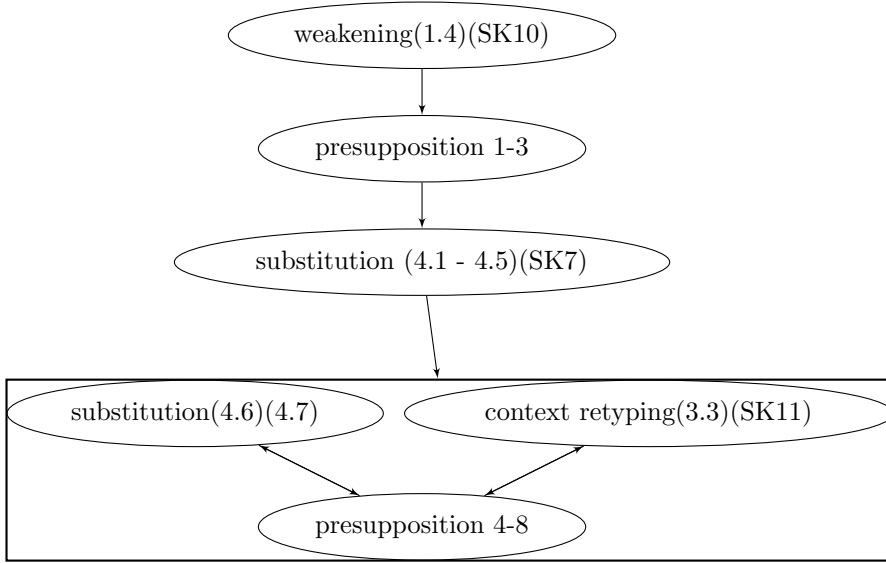 weakening(1.4)(SK10)
presupposition 1-3
substitution (4.1 - 4.5)(SK7)
substitution(4.6)(4.7)
context retyping(3.3)(SK11)
presupposition 4-8